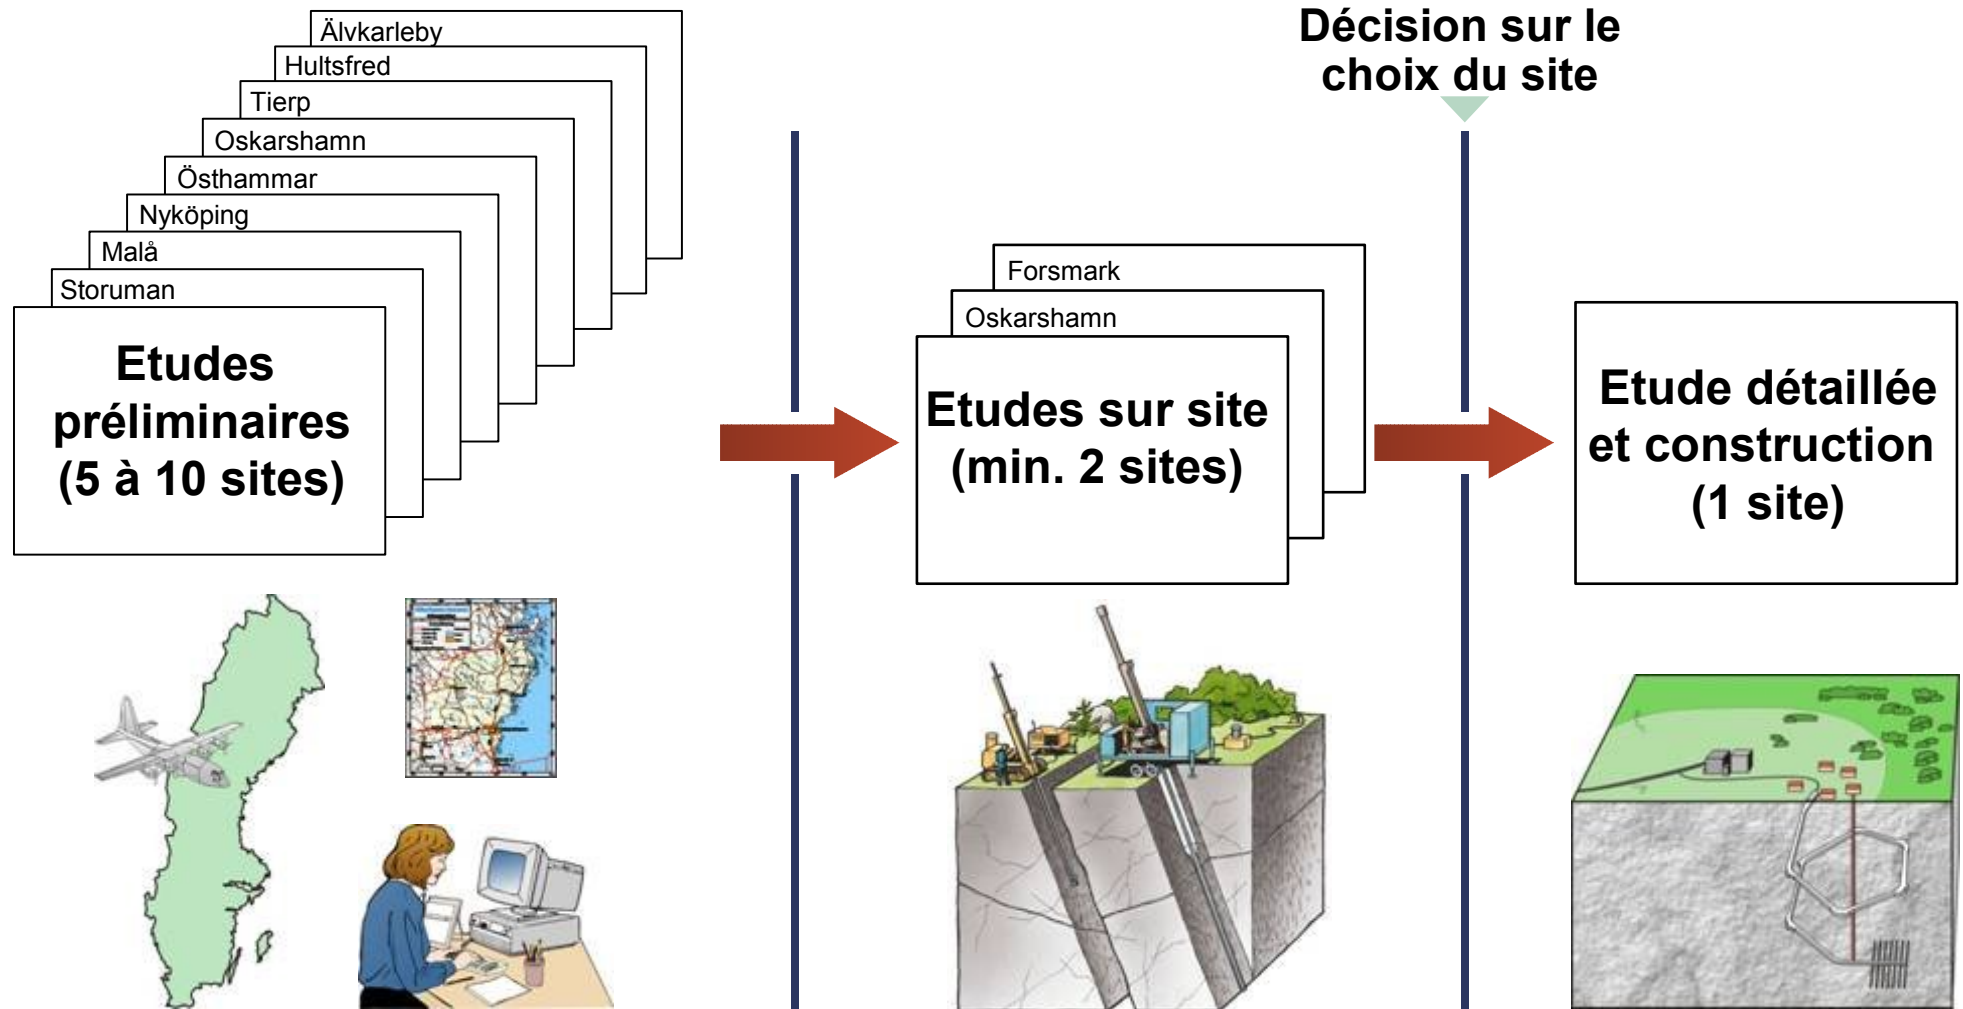 Älvkarleby
Hultsfred
Tierp
Oskarshamn
Östhammar
Nyköping
Malå
Storuman
Etudes
préliminaires
(5 à 10 sites)
Forsmark
Oskarshamn
Etudes sur site
(min. 2 sites)
Décision sur le
choix du site
Etude détaillée
et construction
(1 site)